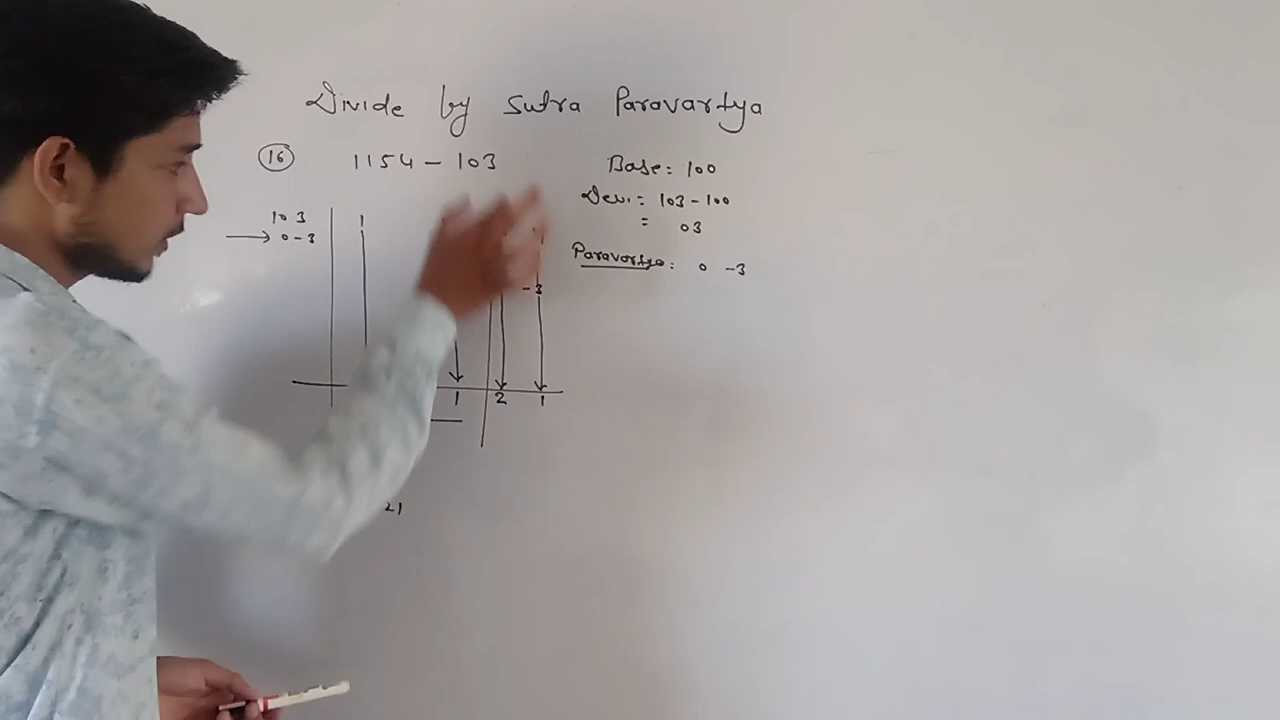 Divide by Sutra Paravartya
16 1154 - 103
Base: 100
Devi.: 103 - 100
= 03
Paravartya: 0 -3
103 1
→ 0 -3
-3
1 2 1
21